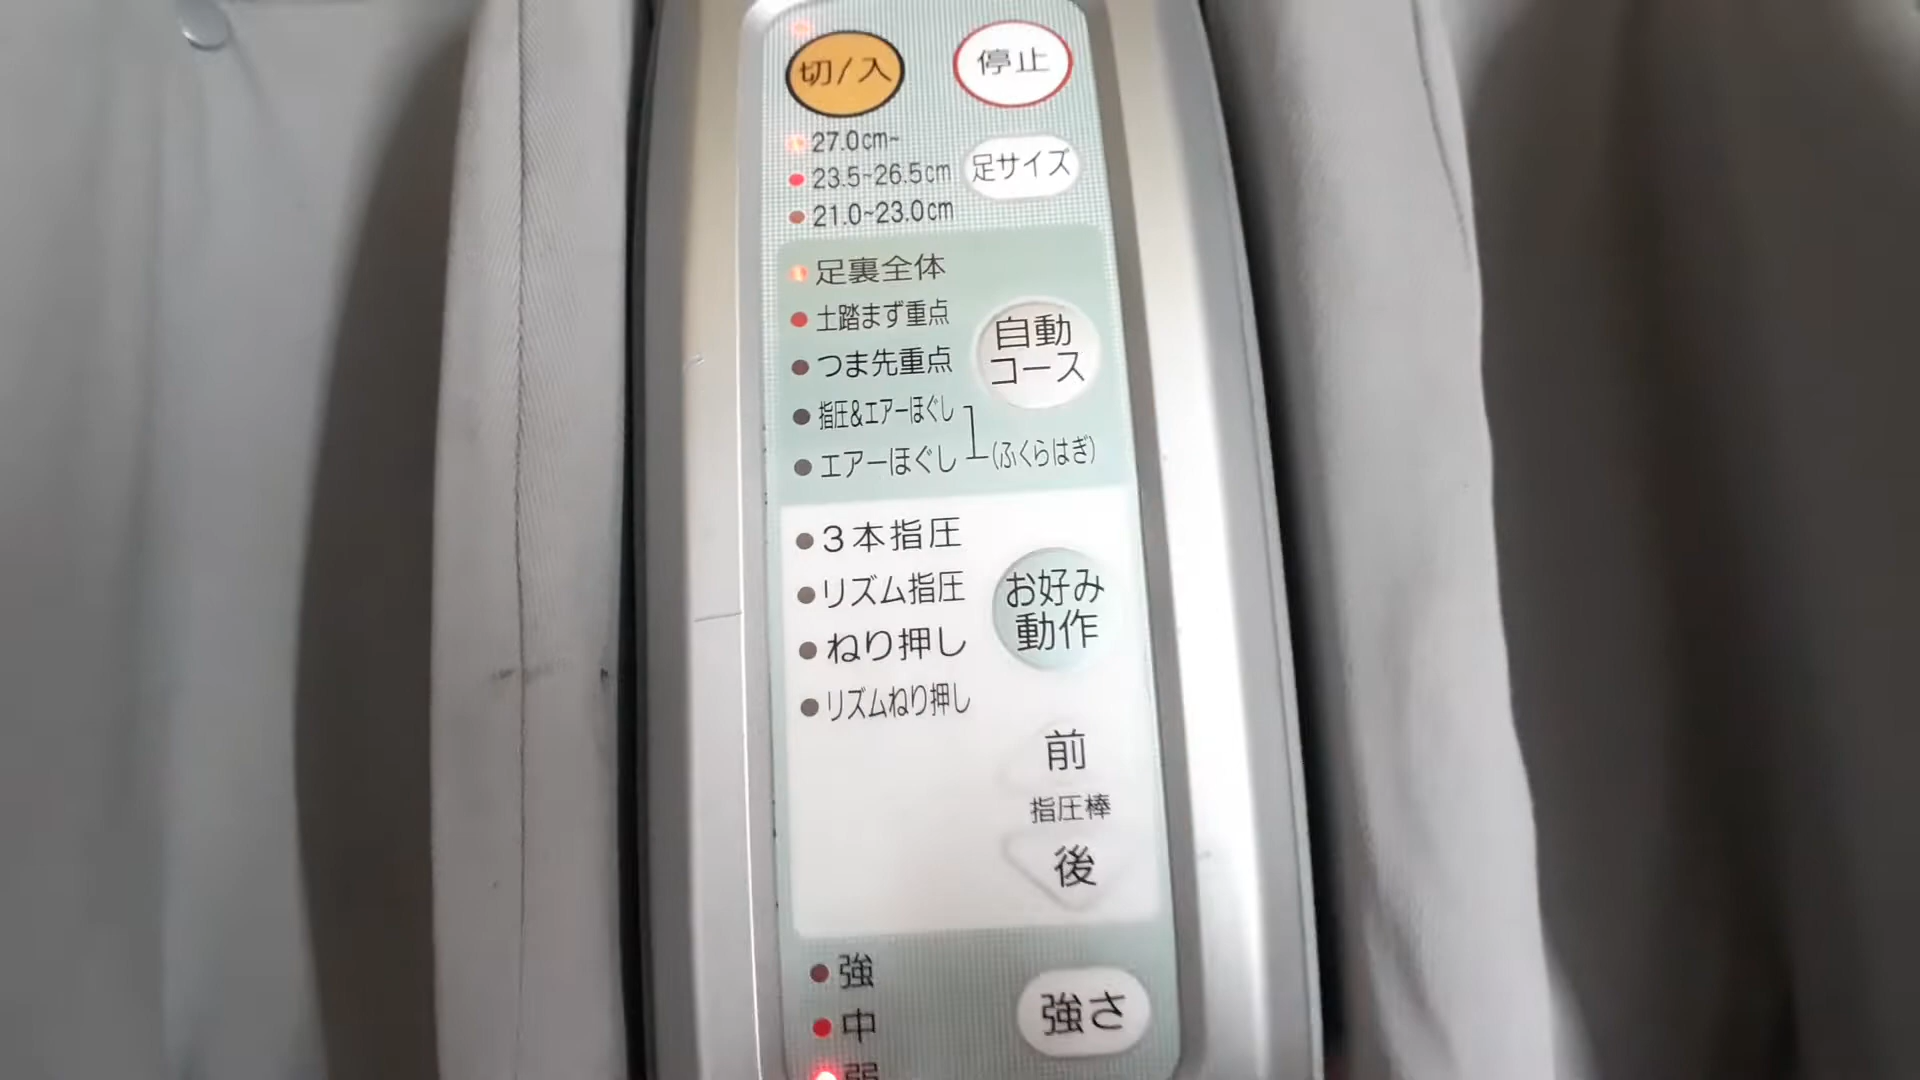 切/入
停止
27.0cm~
23.5~26.5cm
21.0~23.0cm
足サイズ
足裏全体
土踏まず重点
つま先重点
指圧&エアーほぐし
エアーほぐし
(ふくらはぎ)
自動
コース
3本指圧
リズム指圧
ねり押し
リズムねり押し
お好み
動作
前
指圧棒
後
強
中
弱
強さ